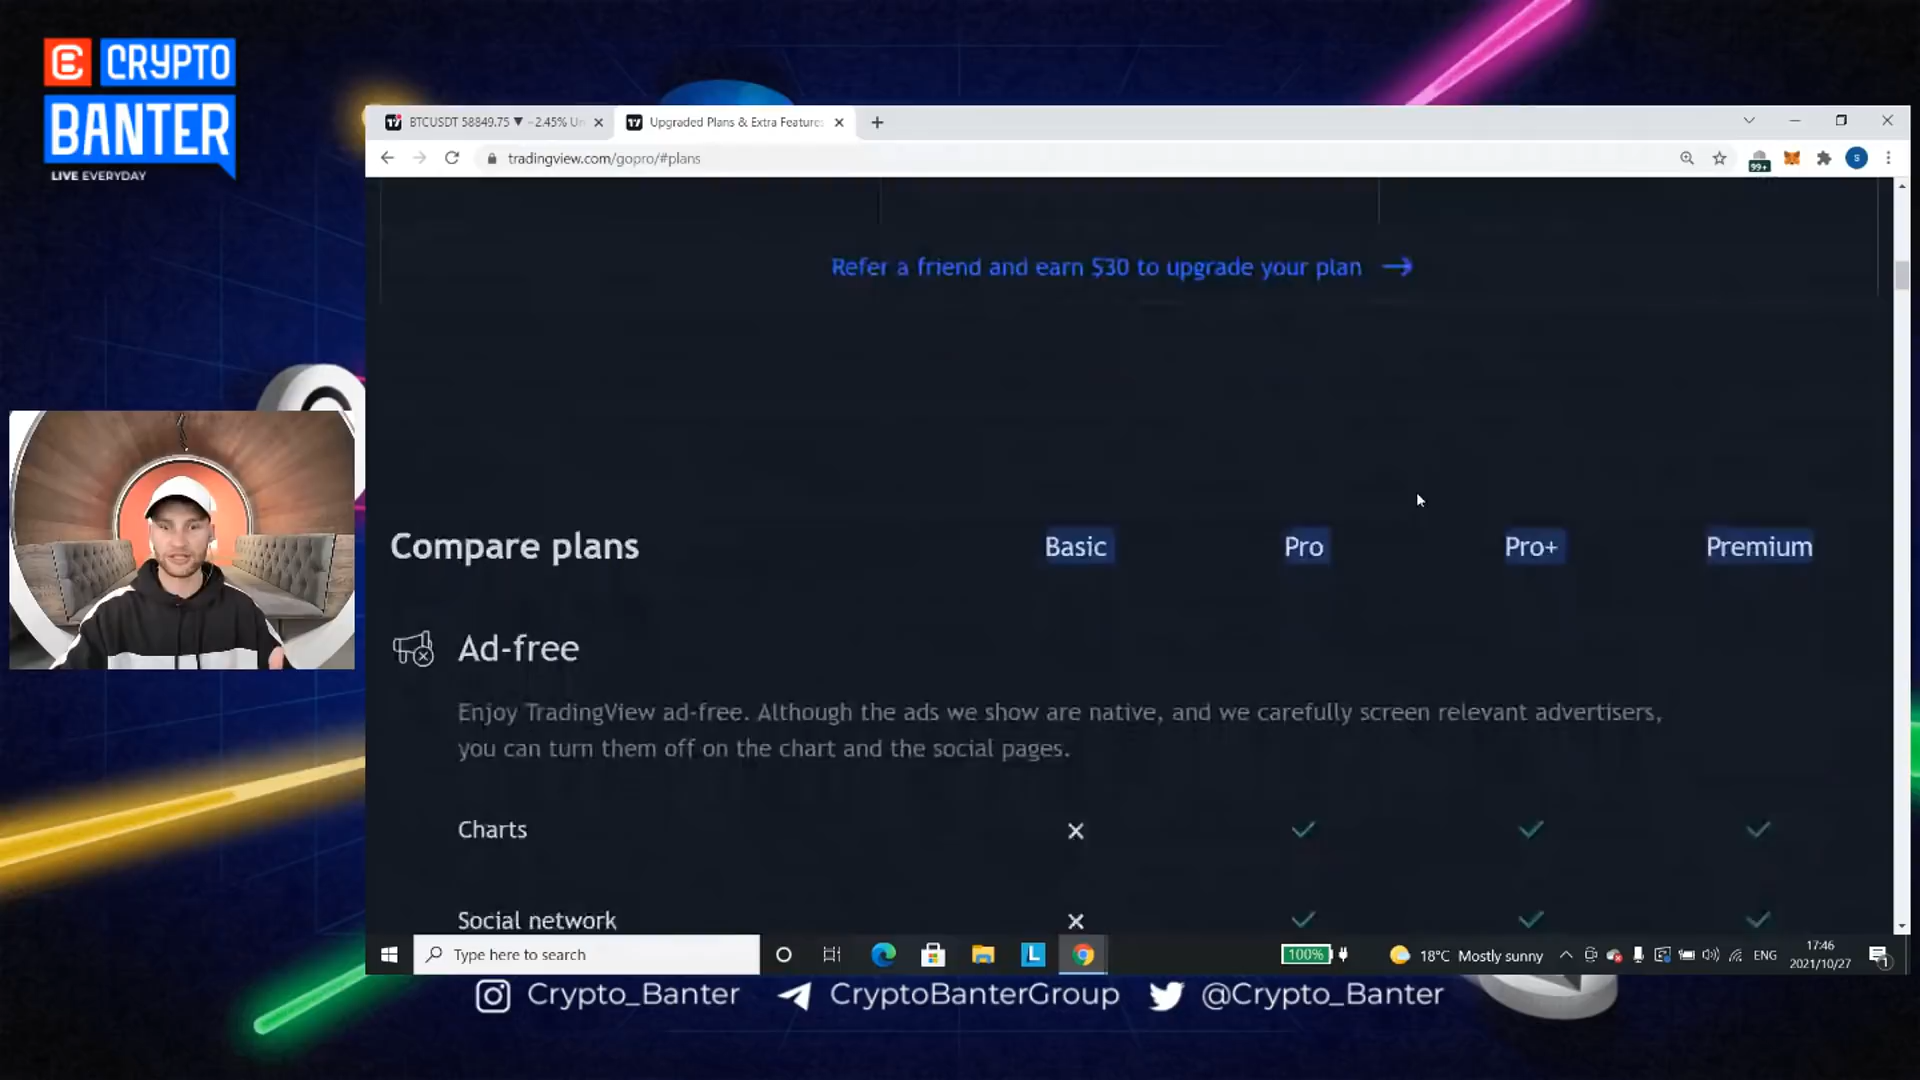 CRYPTO
BANTER
LIVE EVERYDAY
BTCUSDT 58849.75 ▼ −2.45% Un
Upgraded Plans & Extra Features
tradingview.com/gopro/#plans
99+
S
Refer a friend and earn $30 to upgrade your plan →
Compare plans
Basic
Pro
Pro+
Premium
Ad-free
Enjoy TradingView ad-free. Although the ads we show are native, and we carefully screen relevant advertisers,
you can turn them off on the chart and the social pages.
Charts
Social network
Type here to search
L
100%
18°C Mostly sunny
ENG
17:46
2021/10/27
1
Crypto_Banter
CryptoBanterGroup
@Crypto_Banter